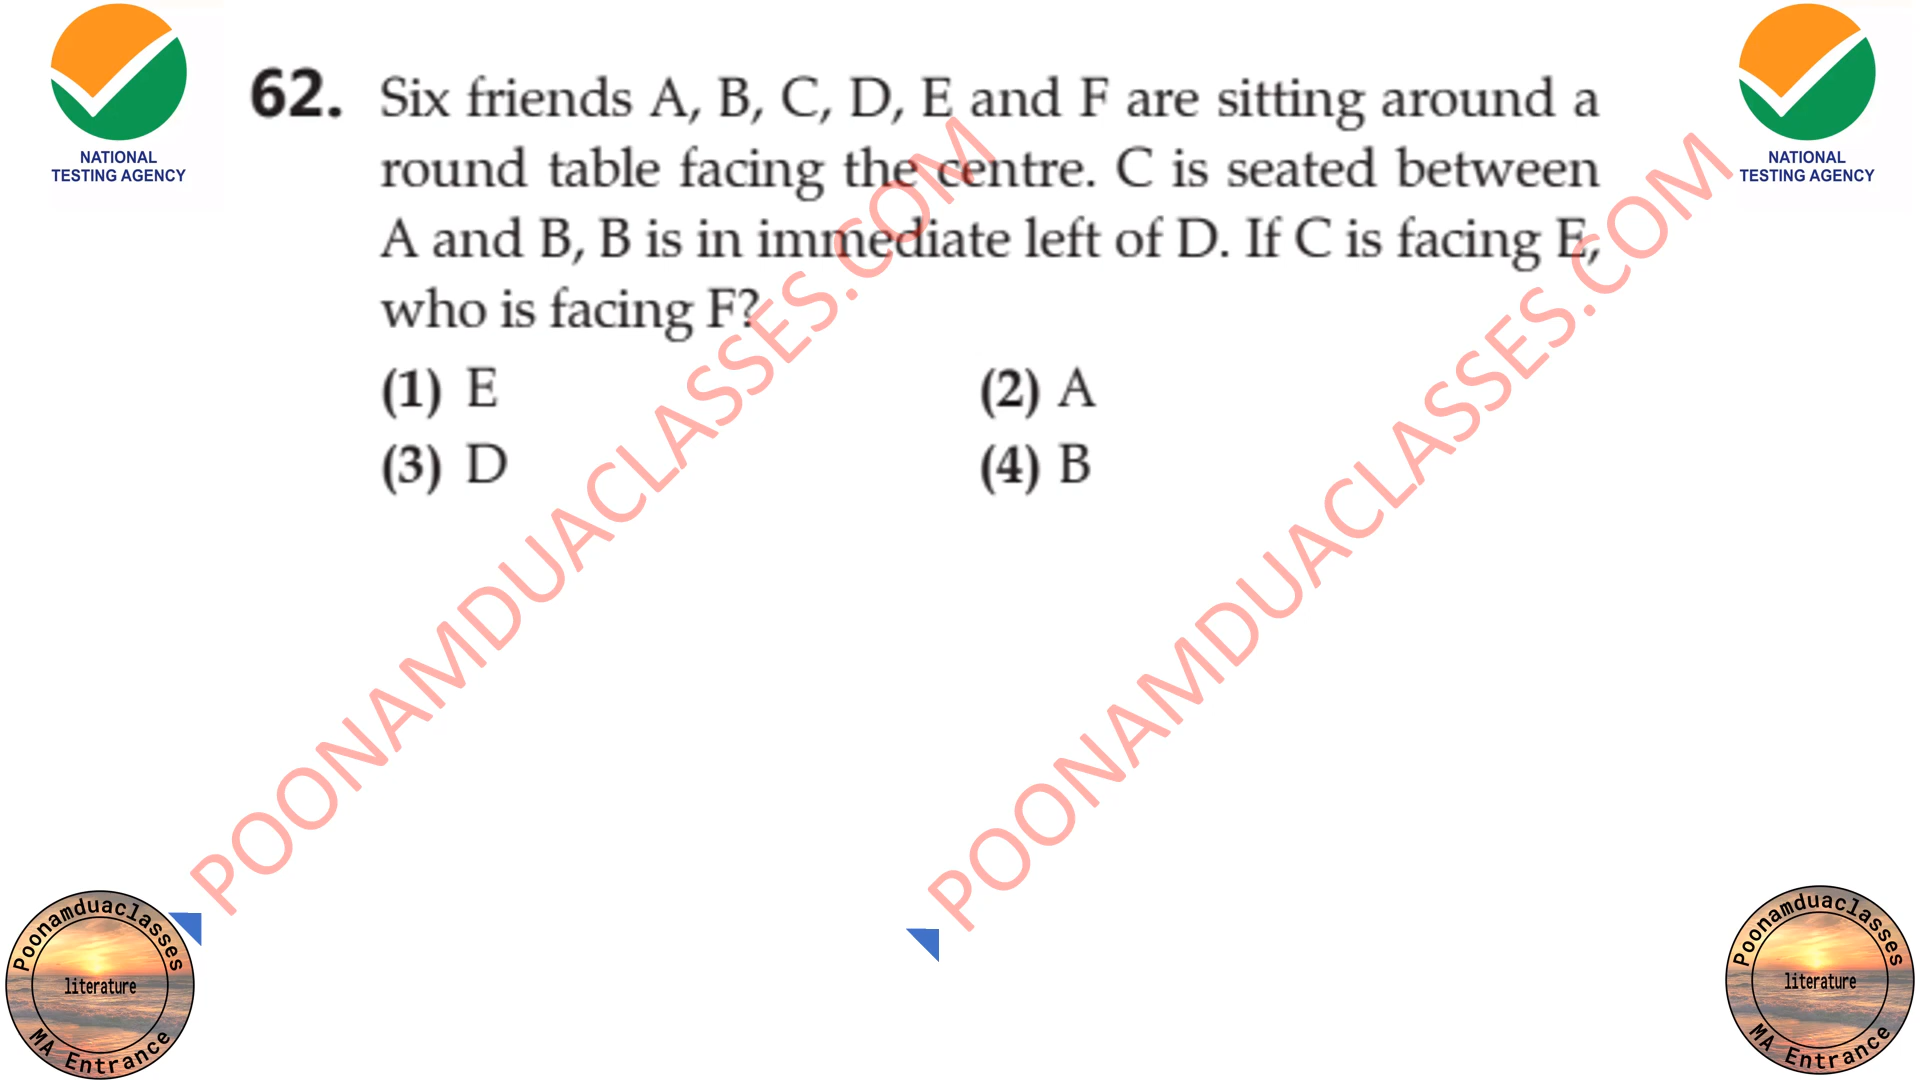 NATIONAL
TESTING AGENCY
NATIONAL
TESTING AGENCY
62. Six friends A, B, C, D, E and F are sitting around a
round table facing the centre. C is seated between
A and B, B is in immediate left of D. If C is facing E,
who is facing F?
(1) E (2) A
(3) D (4) B
POONAMDUACLASSES.COM
POONAMDUACLASSES.COM
Poonamduaclasses
literature
MA Entrance
Poonamduaclasses
literature
MA Entrance